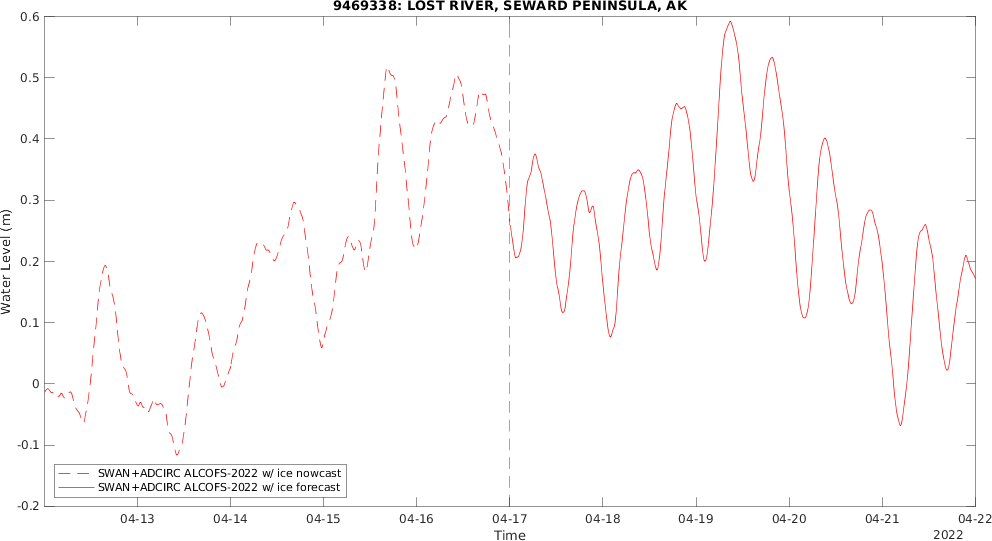 9469338: LOST RIVER, SEWARD PENINSULA, AK
0.6
0.5
0.4
0.3
0.2
0.1
0
-0.1
-0.2
Water Level (m)
SWAN+ADCIRC ALCOFS-2022 w/ ice nowcast
SWAN+ADCIRC ALCOFS-2022 w/ ice forecast
04-13 04-14 04-15 04-16 04-17 04-18 04-19 04-20 04-21 04-22
Time
2022